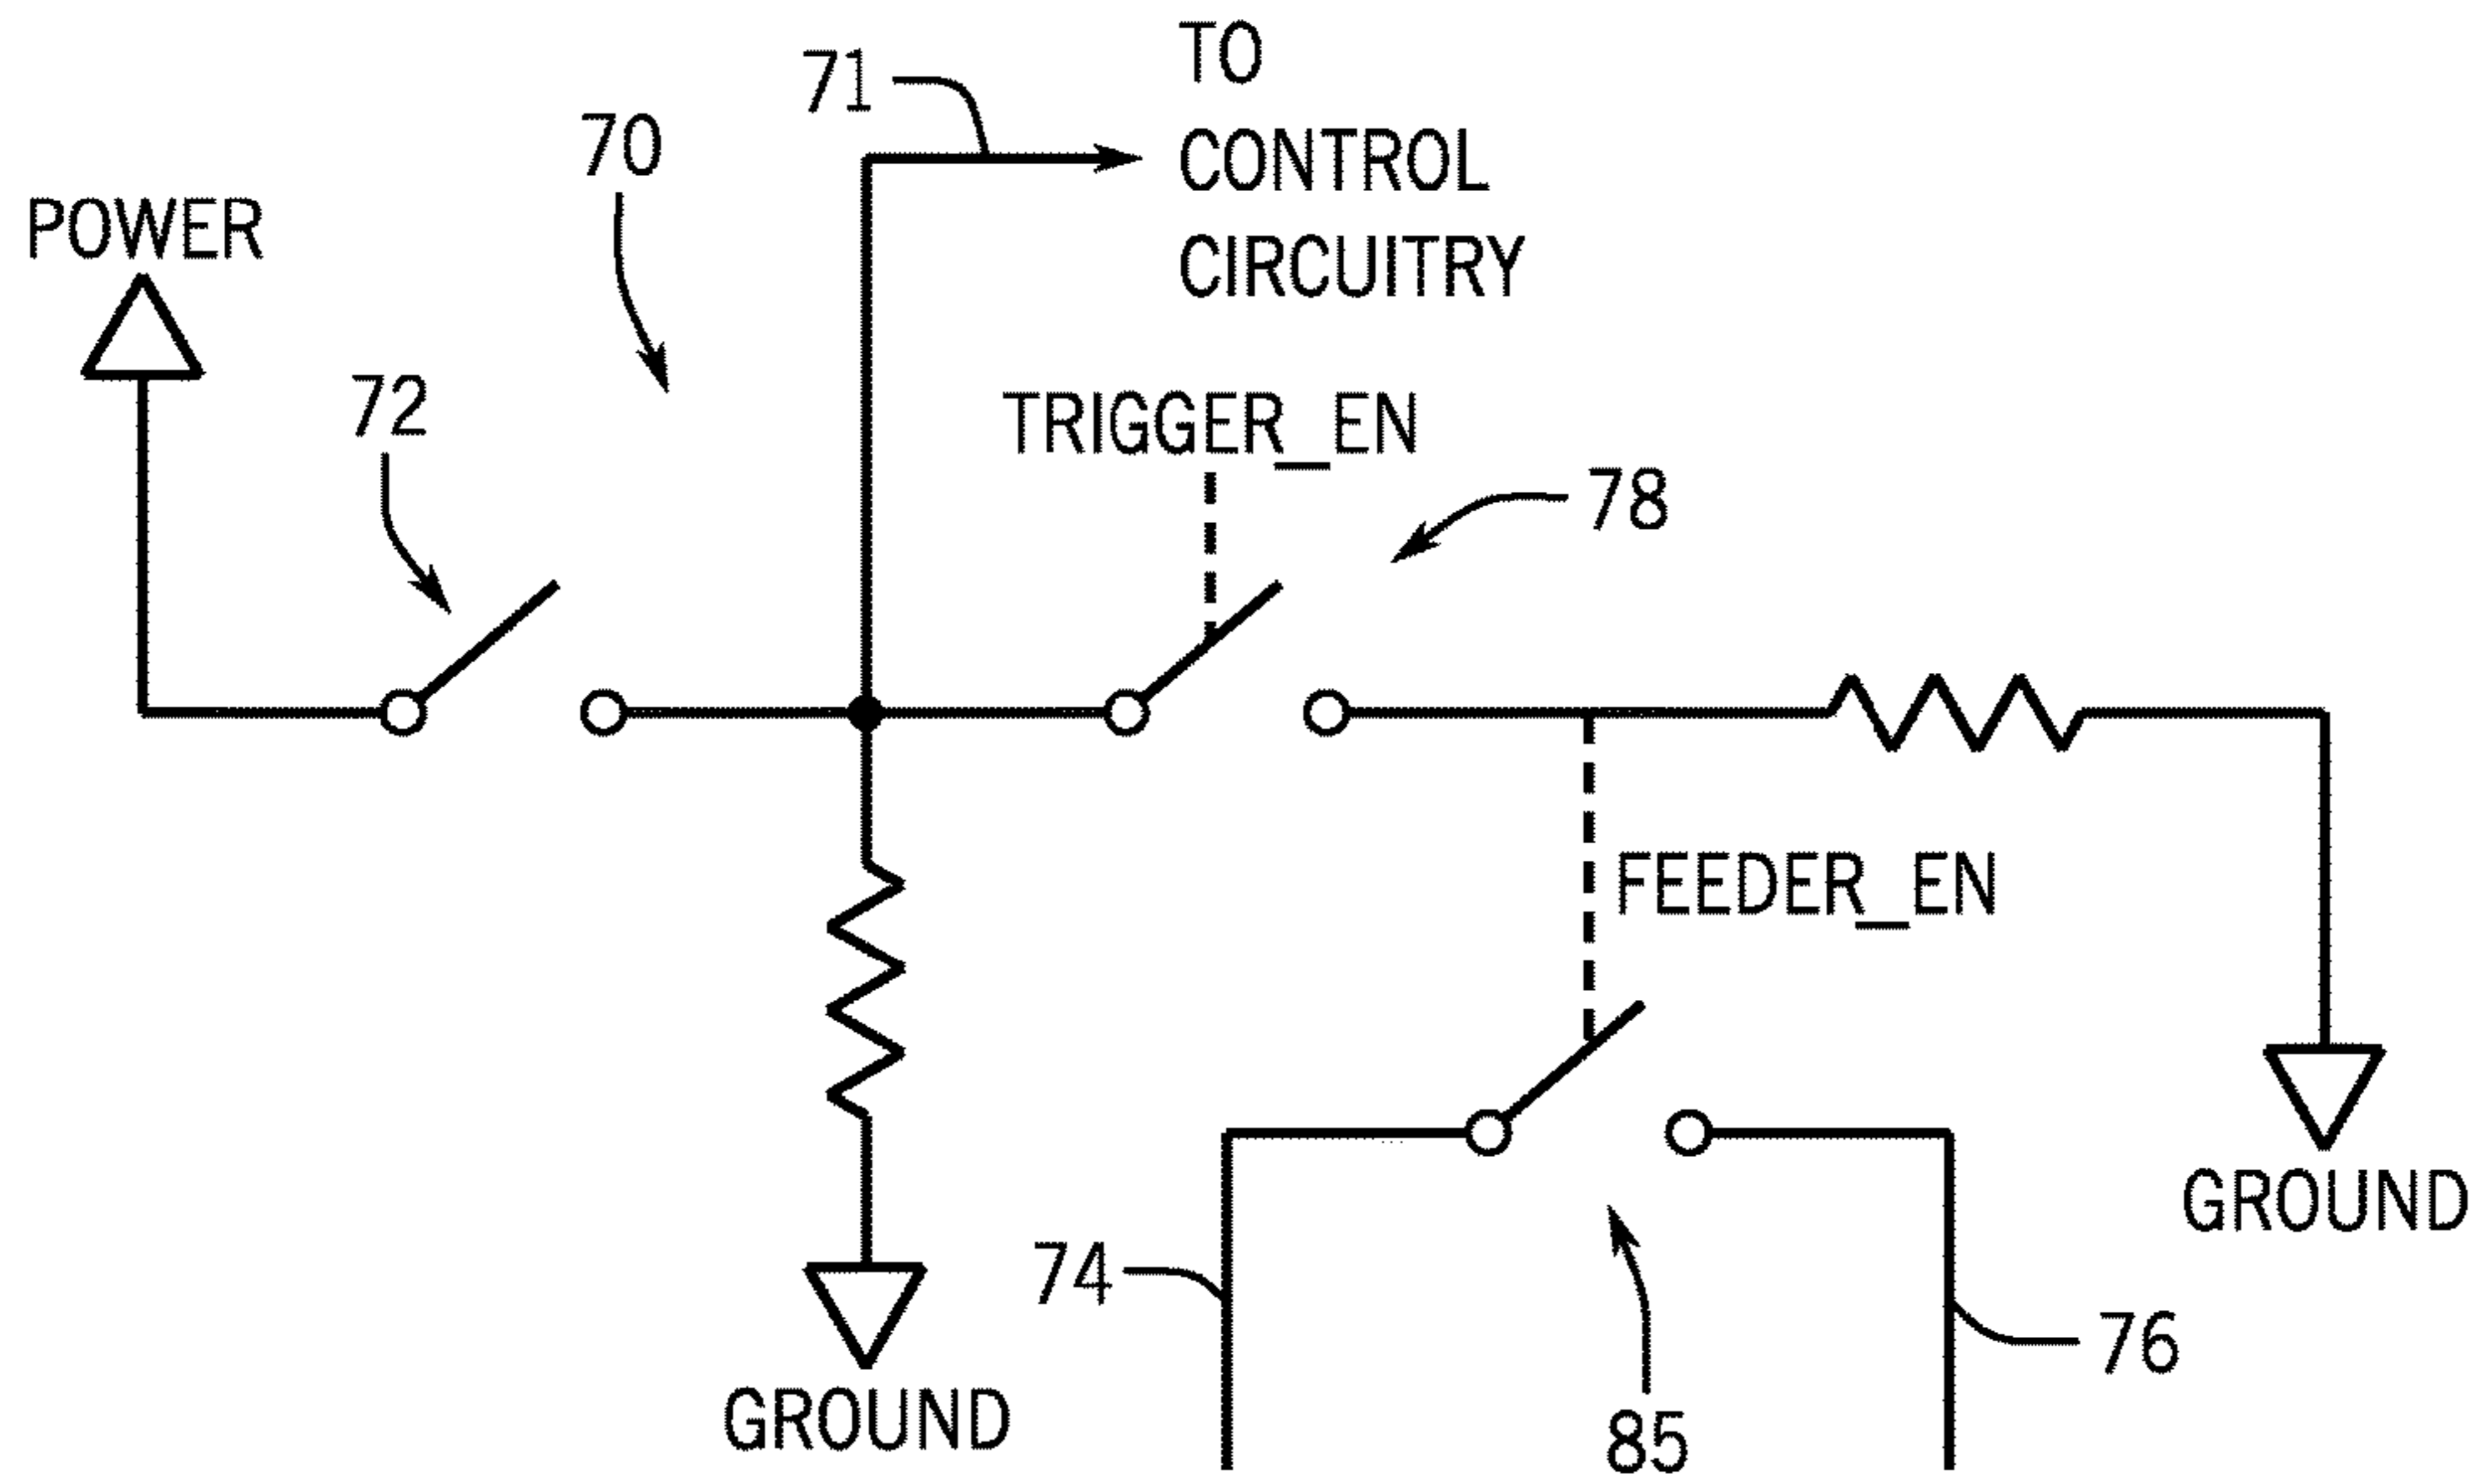 71
TO
CONTROL
CIRCUITRY
70
POWER
72
TRIGGER_EN
78
FEEDER_EN
74
GROUND
76
GROUND
85